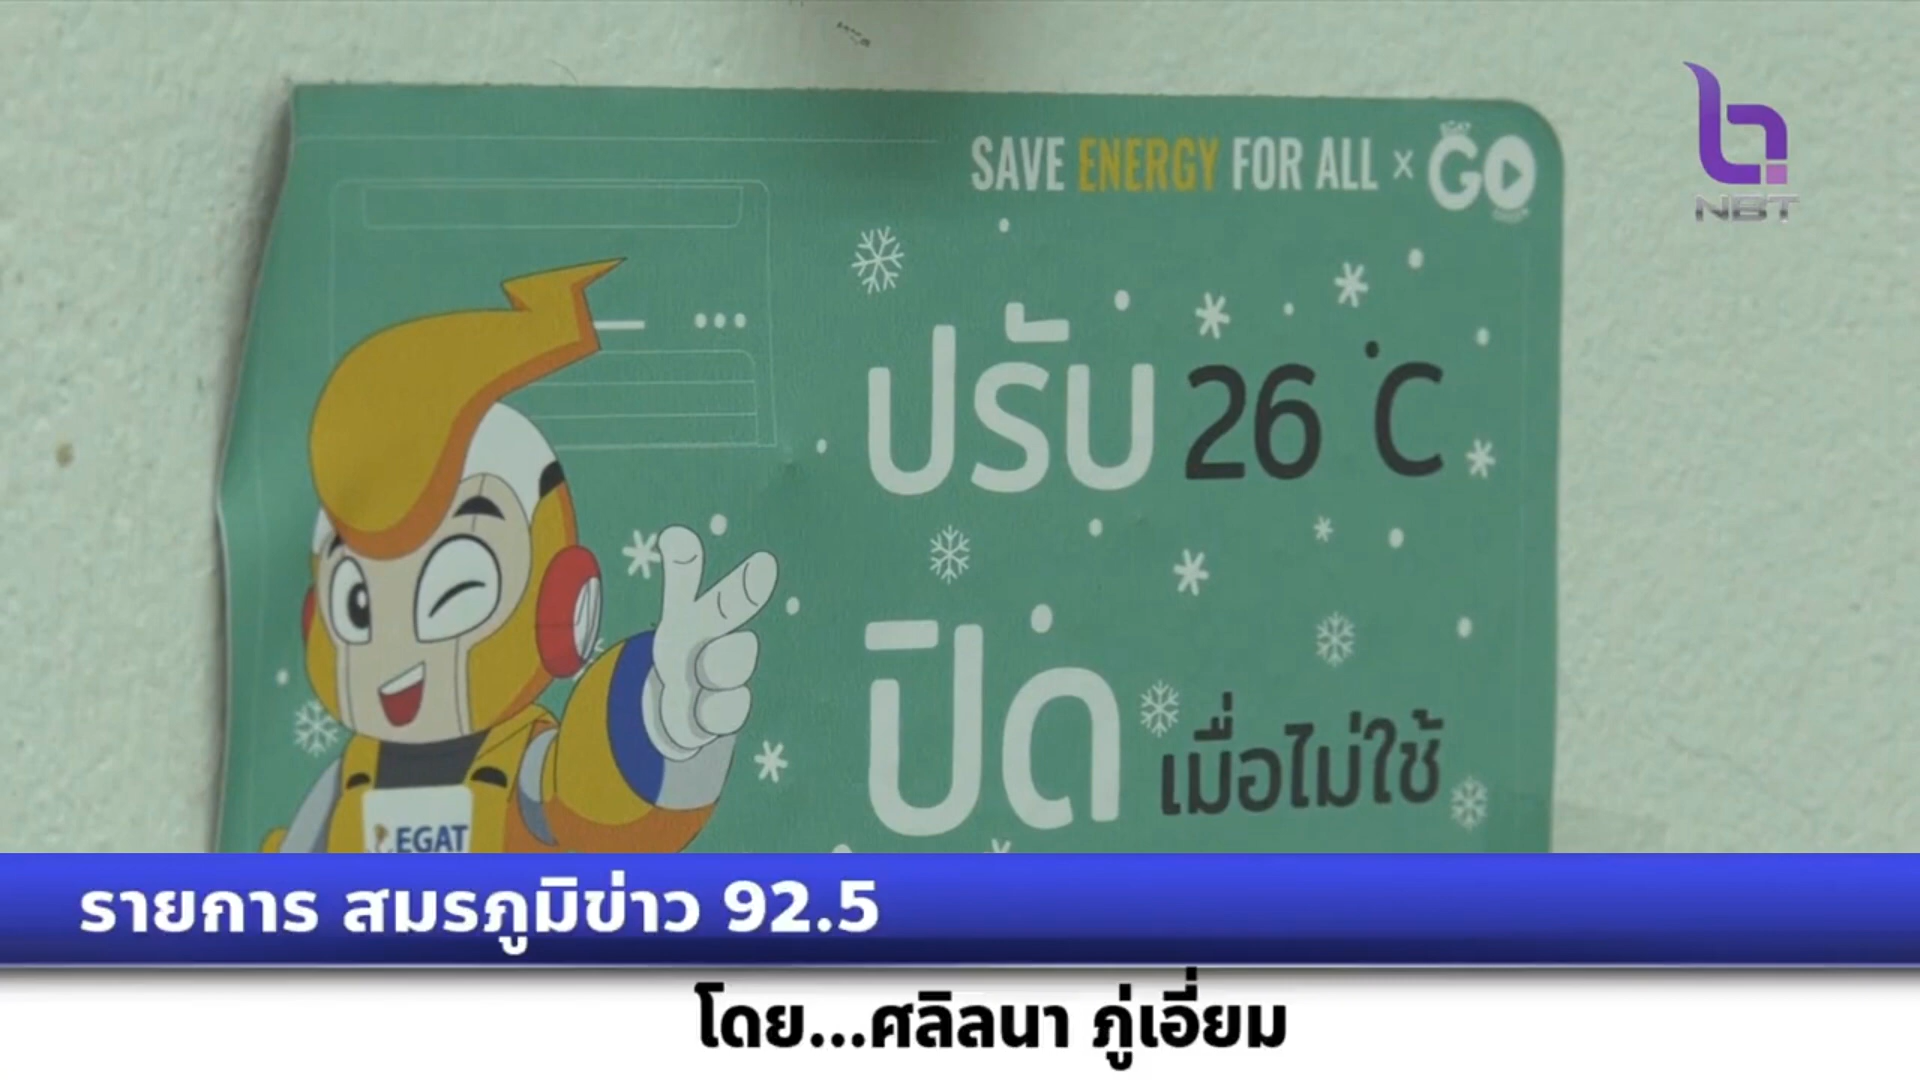 SAVE ENERGY FOR ALL x GO
NBT
ปรับ 26 °C
ปิด เมื่อไม่ใช้
EGAT
รายการ สมรภูมิข่าว 92.5
โดย...ศลิลนา ภู่เอี่ยม